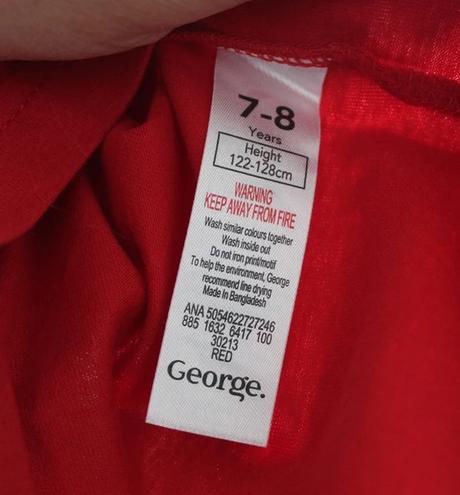 7-8
Years
Height
122-128cm
WARNING
KEEP AWAY FROM FIRE
Wash similar colours together
Wash inside out
Do not iron print/motif
To help the environment, George
recommend line drying
Made In Bangladesh
ANA 5054622727246
885 1632 6417 100
30213
RED
George.